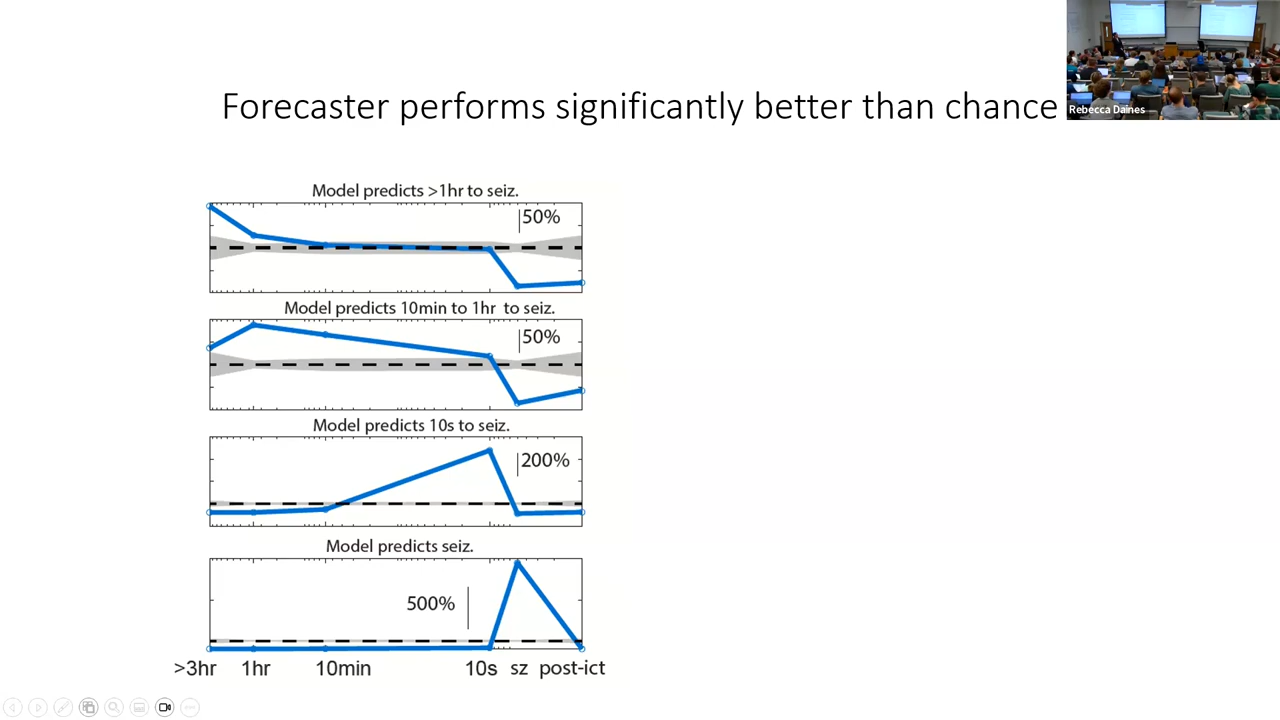 Forecaster performs significantly better than chance
Rebecca Daines
Model predicts >1hr to seiz.
50%
Model predicts 10min to 1hr to seiz.
50%
Model predicts 10s to seiz.
200%
Model predicts seiz.
500%
>3hr 1hr 10min 10s sz post-ict